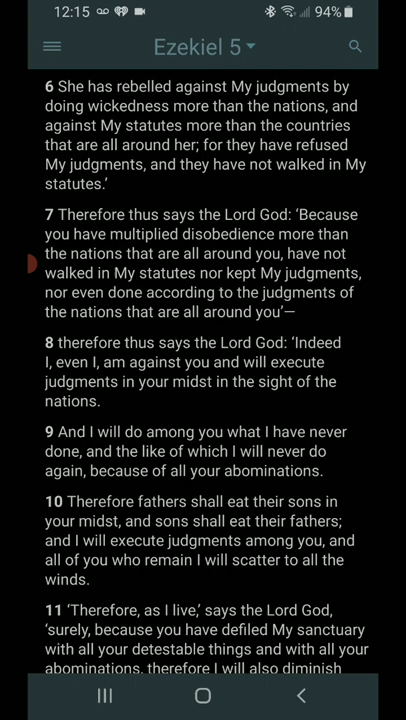 12:15
94%
Ezekiel 5
6 She has rebelled against My judgments by
doing wickedness more than the nations, and
against My statutes more than the countries
that are all around her; for they have refused
My judgments, and they have not walked in My
statutes.’
7 Therefore thus says the Lord God: ‘Because
you have multiplied disobedience more than
the nations that are all around you, have not
walked in My statutes nor kept My judgments,
nor even done according to the judgments of
the nations that are all around you’—
8 therefore thus says the Lord God: ‘Indeed
I, even I, am against you and will execute
judgments in your midst in the sight of the
nations.
9 And I will do among you what I have never
done, and the like of which I will never do
again, because of all your abominations.
10 Therefore fathers shall eat their sons in
your midst, and sons shall eat their fathers;
and I will execute judgments among you, and
all of you who remain I will scatter to all the
winds.
11 ‘Therefore, as I live,’ says the Lord God,
‘surely, because you have defiled My sanctuary
with all your detestable things and with all your
abominations, therefore I will also diminish